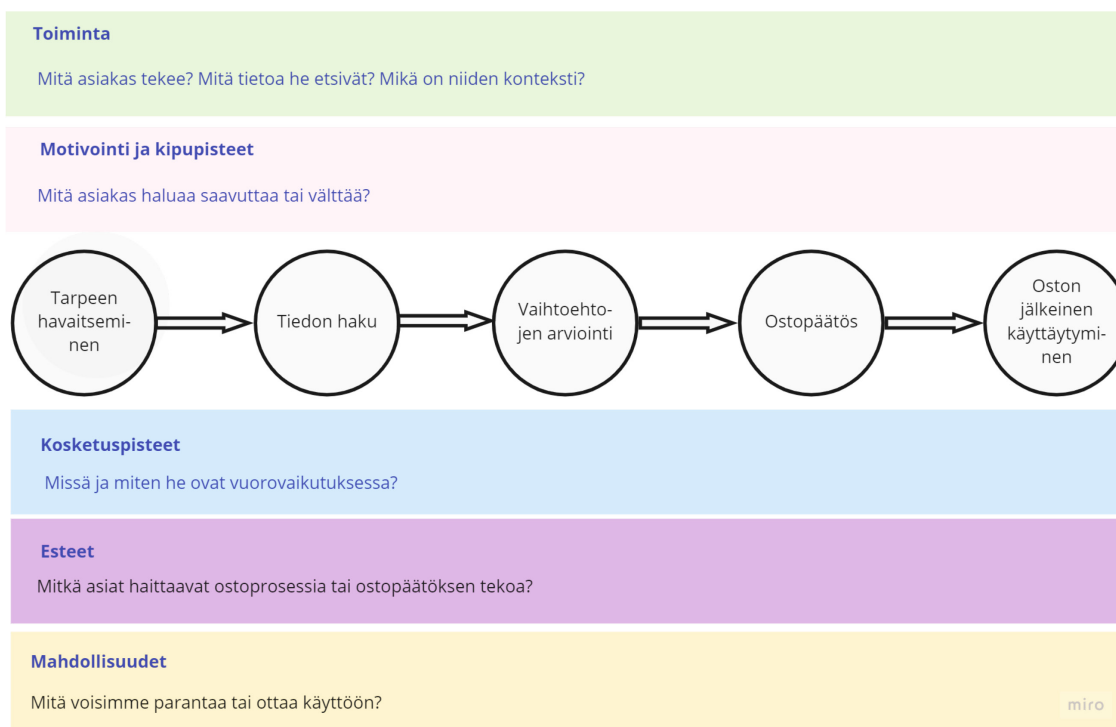 Toiminta
Mitä asiakas tekee? Mitä tietoa he etsivät? Mikä on niiden konteksti?
Motivointi ja kipupisteet
Mitä asiakas haluaa saavuttaa tai välttää?
Tarpeen
havaitsemi-
nen
Tiedon haku
Vaihtoehto-
jen arviointi
Ostopäätös
Oston
jälkeinen
käyttäytymi-
nen
Kosketuspisteet
Missä ja miten he ovat vuorovaikutuksessa?
Esteet
Mitkä asiat haittaavat ostoprosessia tai ostopäätöksen tekoa?
Mahdollisuudet
Mitä voisimme parantaa tai ottaa käyttöön?
miro